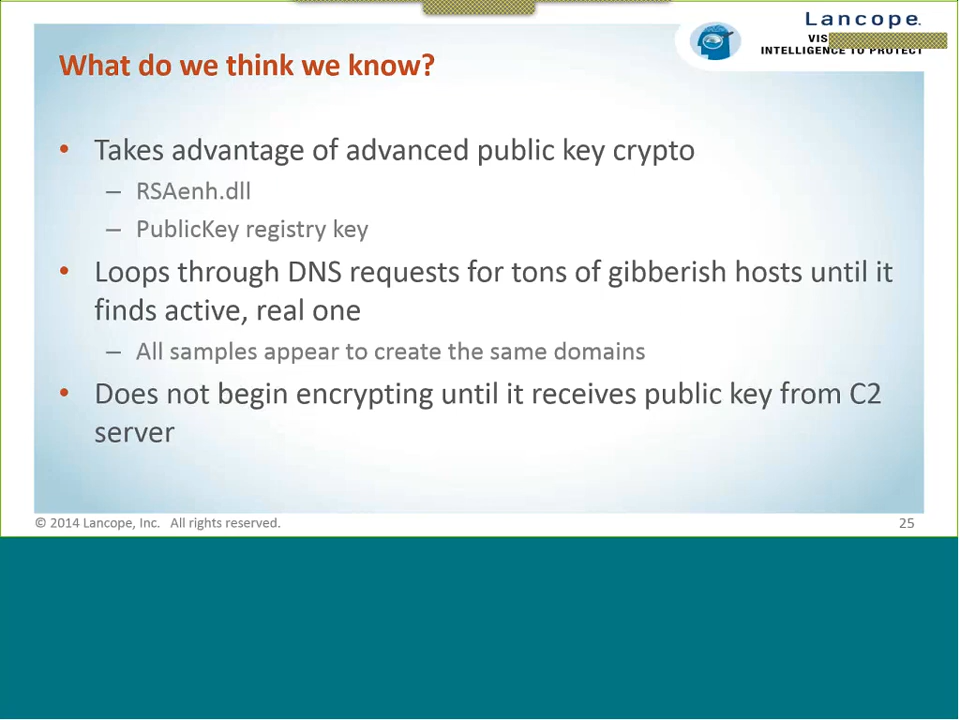 Lancope.
INTELLIGENCE TO PROTECT
What do we think we know?
• Takes advantage of advanced public key crypto
– RSAenh.dll
– PublicKey registry key
• Loops through DNS requests for tons of gibberish hosts until it
finds active, real one
– All samples appear to create the same domains
• Does not begin encrypting until it receives public key from C2
server
© 2014 Lancope, Inc. All rights reserved.
25